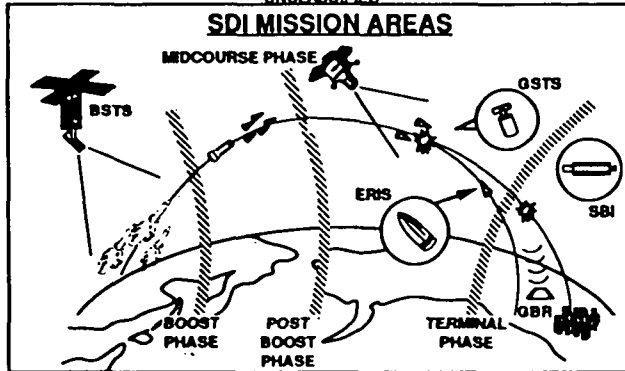 SDI MISSION AREAS
MIDCOURSE PHASE
BSTS
GSTS
ERIS
SBI
GBR
BOOST
PHASE
POST
BOOST
PHASE
TERMINAL
PHASE